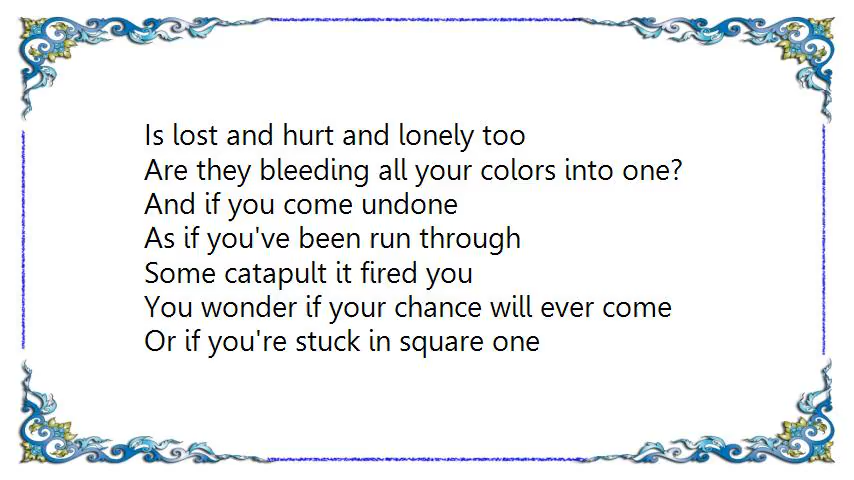 Is lost and hurt and lonely too
Are they bleeding all your colors into one?
And if you come undone
As if you've been run through
Some catapult it fired you
You wonder if your chance will ever come
Or if you're stuck in square one